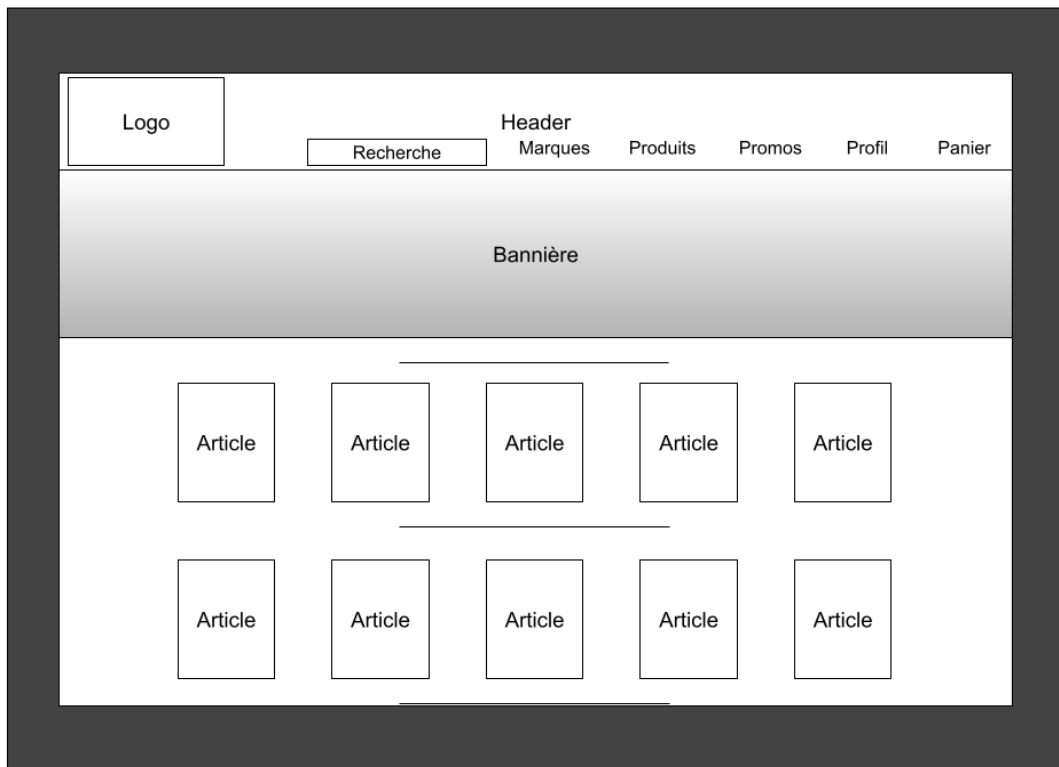 Logo
Header
Recherche
Marques
Produits
Promos
Profil
Panier
Bannière
Article
Article
Article
Article
Article
Article
Article
Article
Article
Article